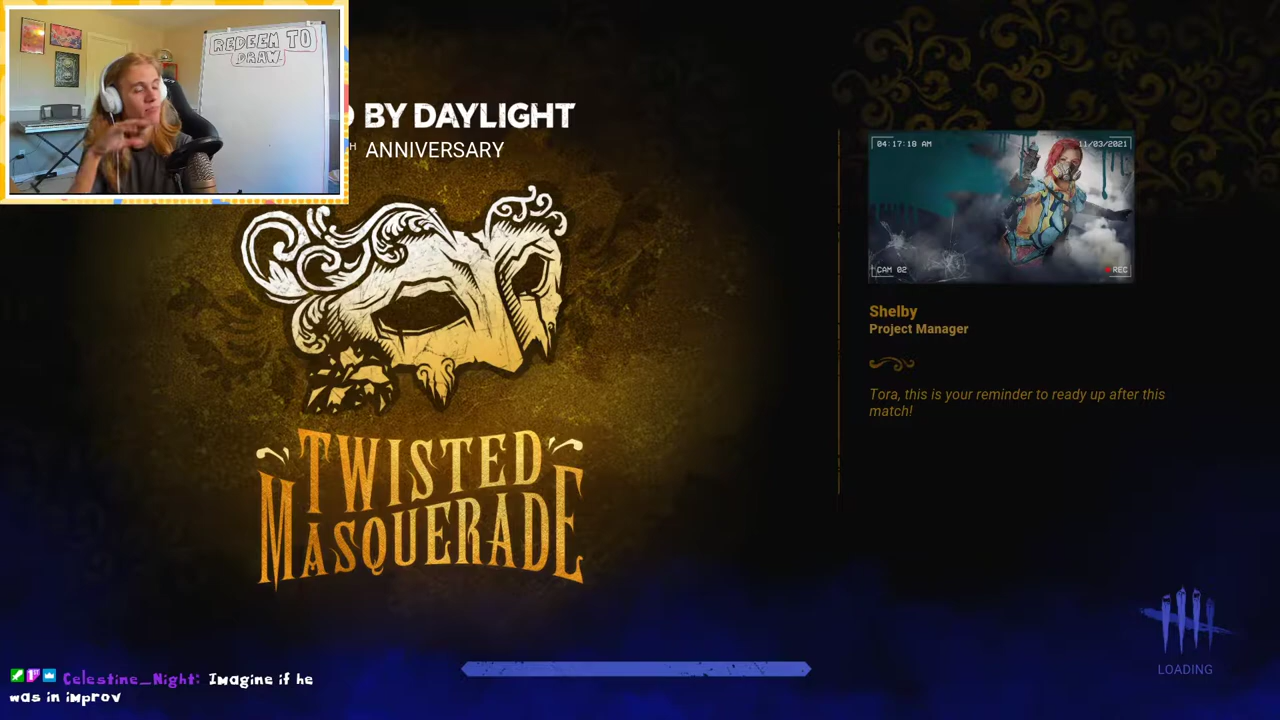 REDEEM TO
DRAW
BY DAYLIGHT
ANNIVERSARY
TWISTED
MASQUERADE
04:17:18 AM
11/03/2021
CAM 02
REC
Shelby
Project Manager
Tora, this is your reminder to ready up after this
match!
LOADING
Celestine_Night: Imagine if he
was in improv